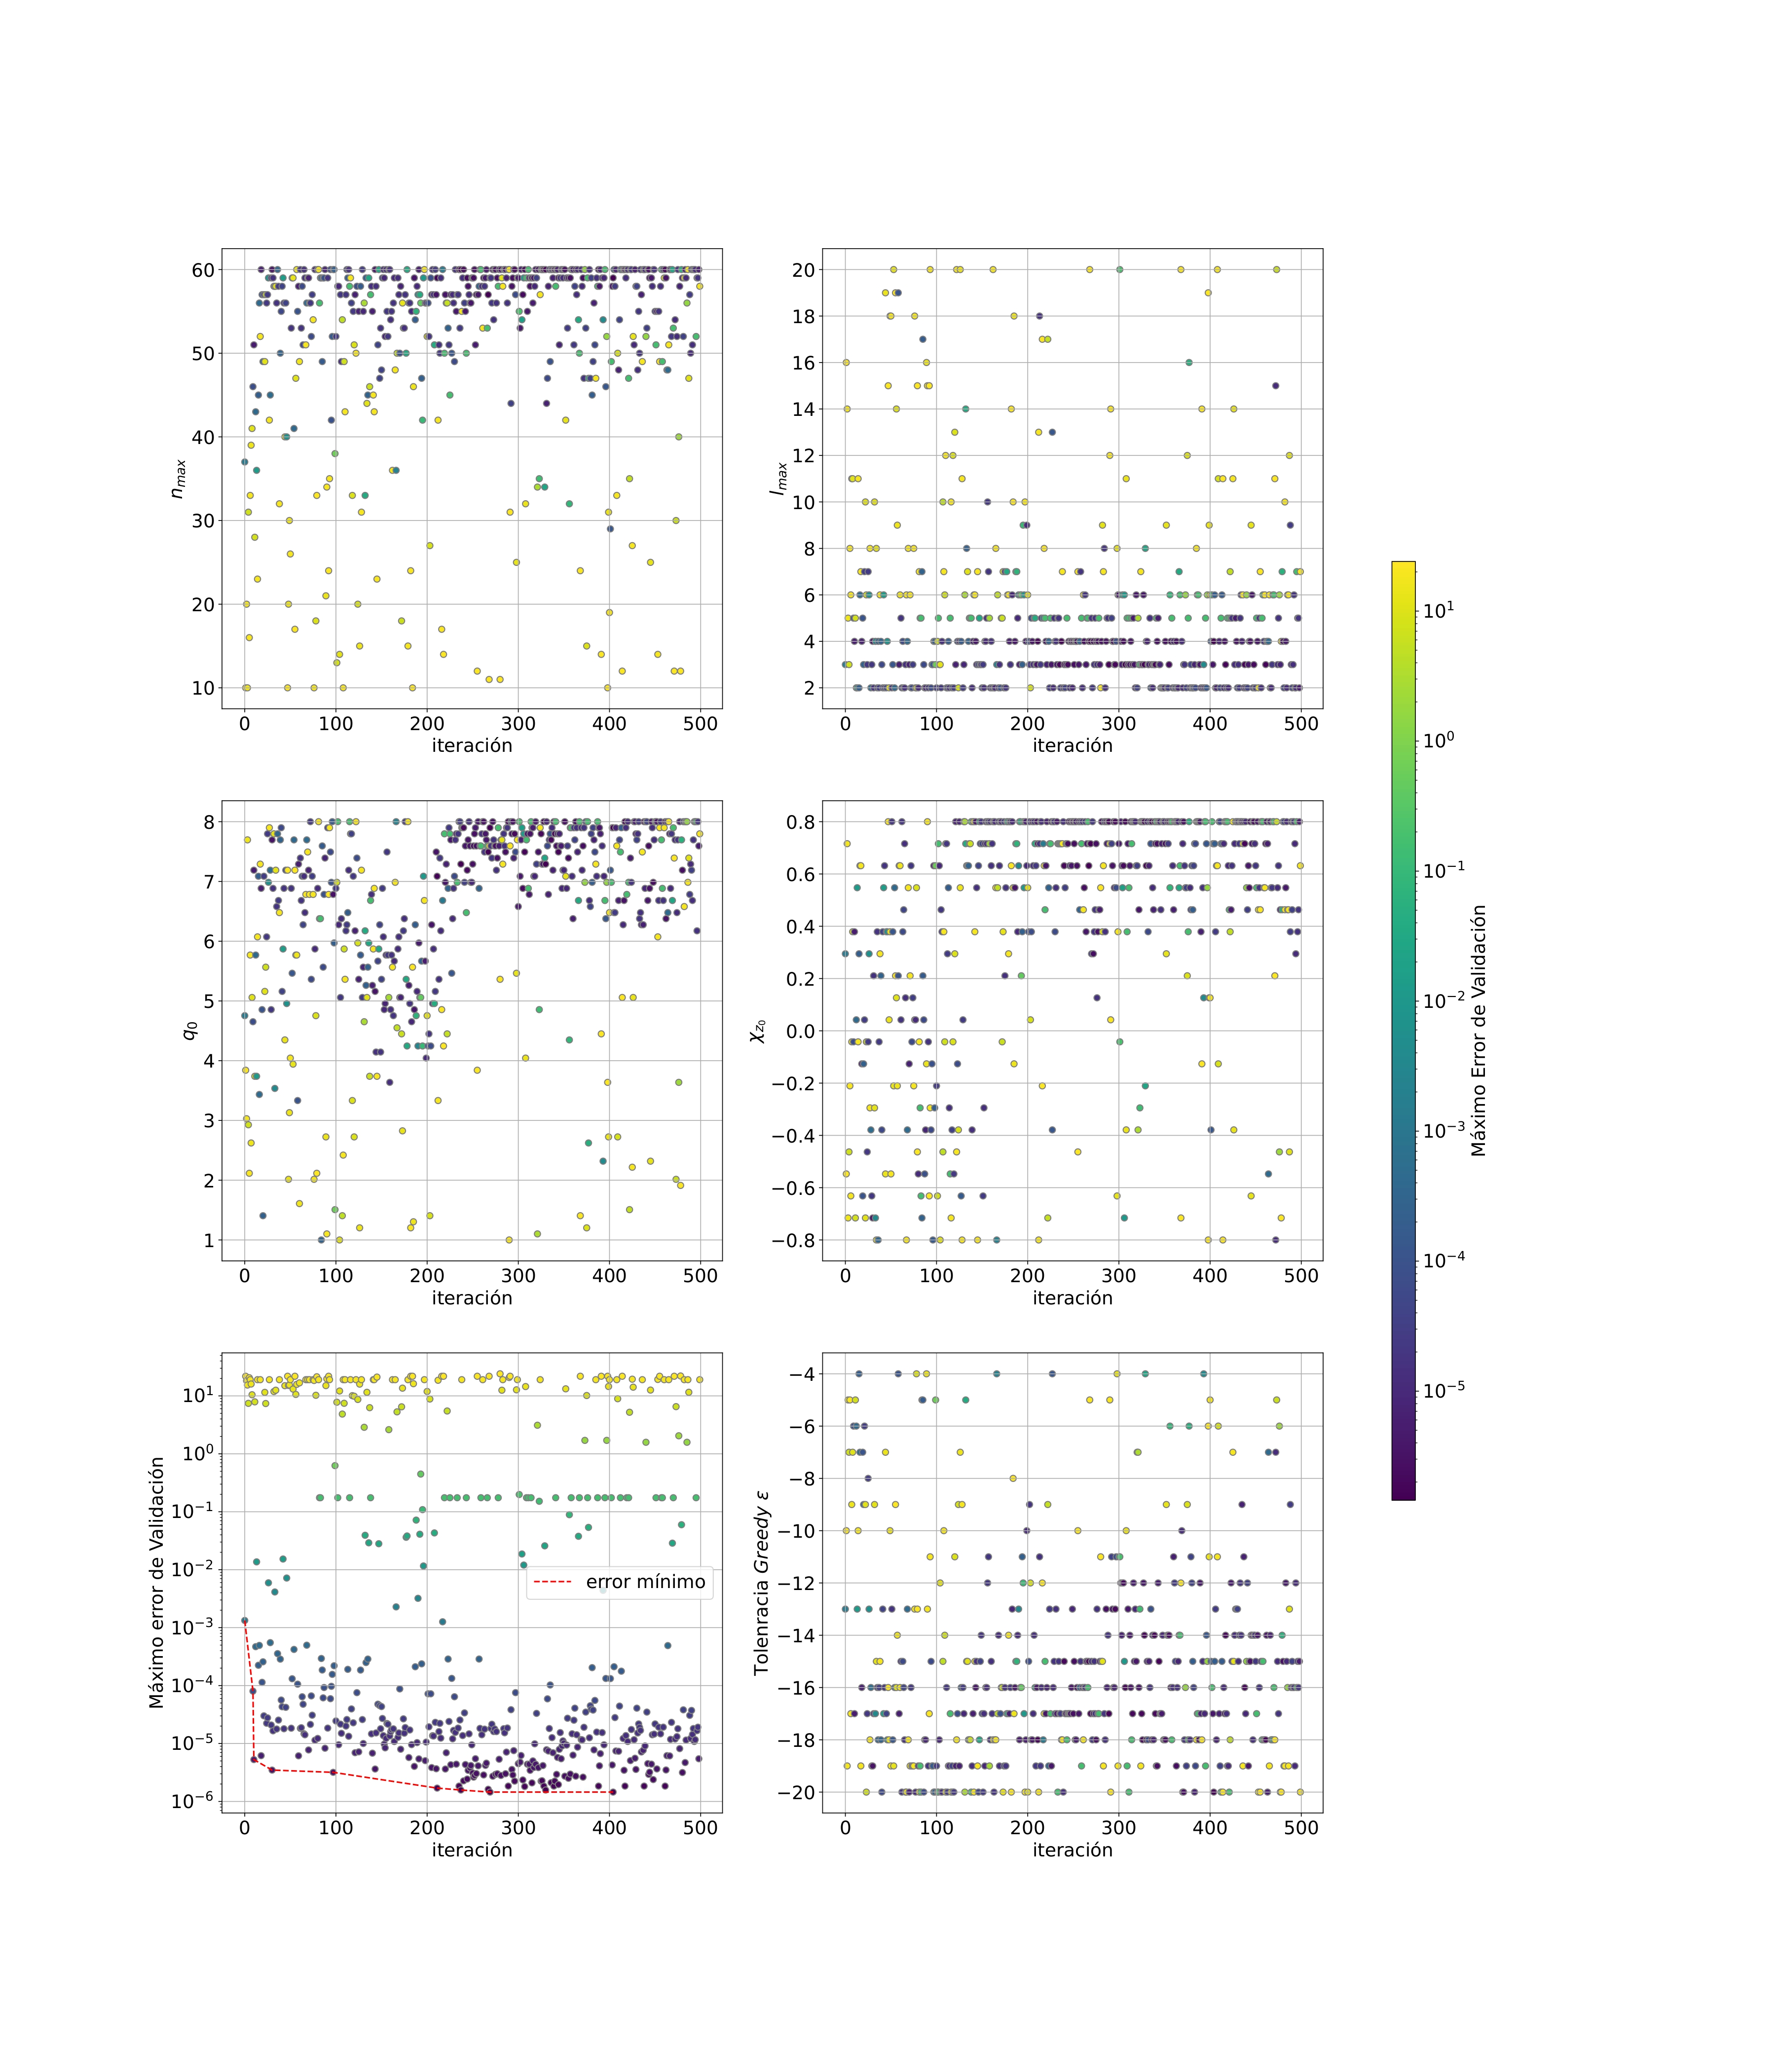 60
50
40
30
20
10
n_max
0 100 200 300 400 500
iteración
20
18
16
14
12
10
8
6
4
2
l_max
0 100 200 300 400 500
iteración
8
7
6
5
4
3
2
1
q_0
0 100 200 300 400 500
iteración
0.8
0.6
0.4
0.2
0.0
−0.2
−0.4
−0.6
−0.8
χ_z_0
0 100 200 300 400 500
iteración
10^1
10^0
10^−1
10^−2
10^−3
10^−4
10^−5
10^−6
Máximo error de Validación
error mínimo
0 100 200 300 400 500
iteración
−4
−6
−8
−10
−12
−14
−16
−18
−20
Tolenracia Greedy ε
0 100 200 300 400 500
iteración
10^1
10^0
10^−1
10^−2
10^−3
10^−4
10^−5
Máximo Error de Validación